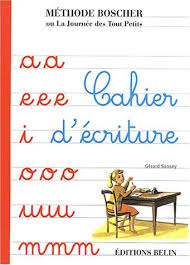 MÉTHODE BOSCHER
ou La Journée des Tout Petits
a a
e e e Cahier
i d'écriture
Gérard Sansey
o o o
u u u
m m m
ÉDITIONS BELIN